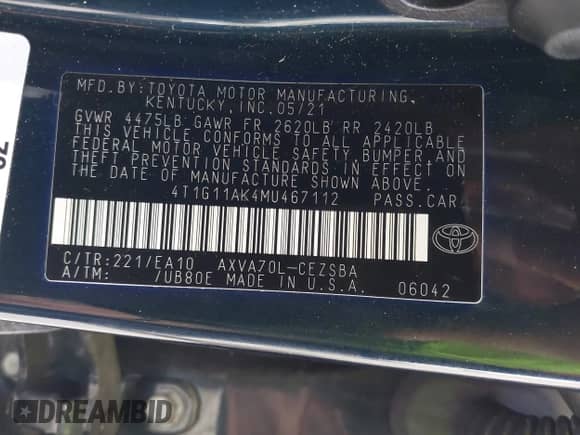 MFD.BY:TOYOTA MOTOR MANUFACTURING,
KENTUCKY, INC. 05/21
GVWR 4475LB GAWR FR 2620LB RR 2420LB
THIS VEHICLE CONFORMS TO ALL APPLICABLE
FEDERAL MOTOR VEHICLE SAFETY, BUMPER, AND
THEFT PREVENTION STANDARDS IN EFFECT ON
THE DATE OF MANUFACTURE SHOWN ABOVE.
4T1G11AK4MU467112 PASS.CAR
C/TR:221/EA10 AXVA70L-CEZSBA
A/TM: /UB80E MADE IN U.S.A. 06042
DREAMBID